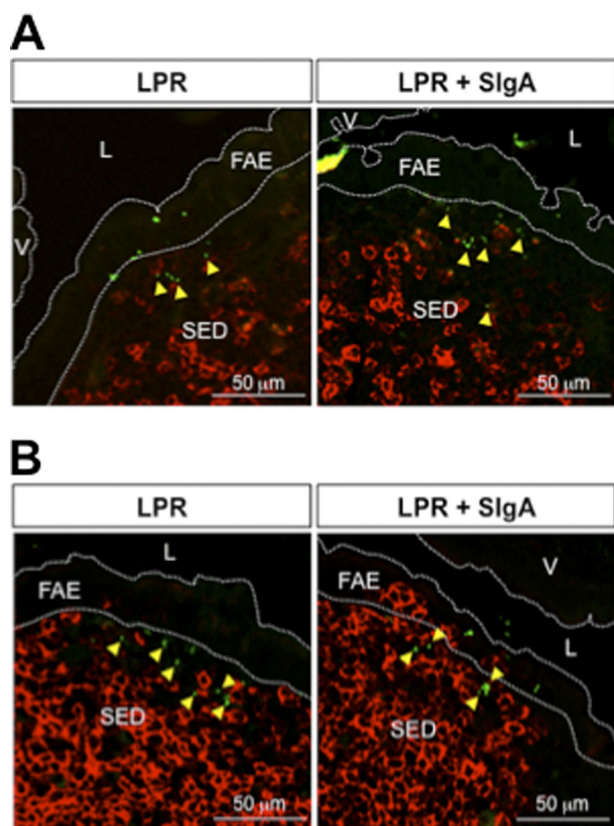 A
LPR
LPR + SIgA
L
FAE
V
SED
50 µm
V
L
FAE
SED
50 µm
B
LPR
LPR + SIgA
L
FAE
SED
50 µm
V
FAE
L
SED
50 µm